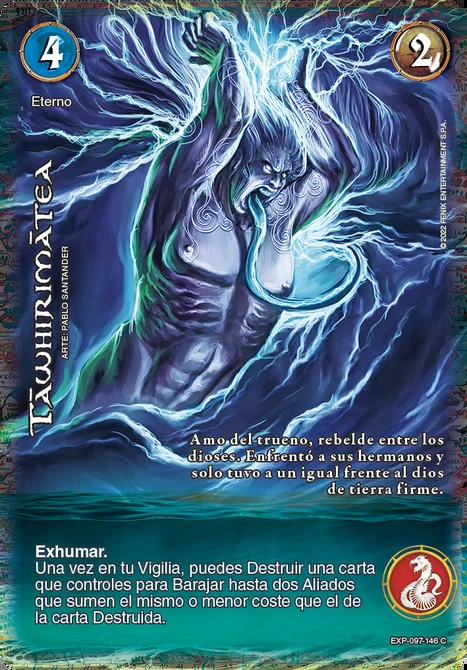 4
2
Eterno
TĀWHIRIMĀTEA
ARTE: PABLO SANTANDER
© 2022 FENIX ENTERTAINMENT S.P.A.
Amo del trueno, rebelde entre los
dioses. Enfrentó a sus hermanos y
solo tuvo a un igual frente al dios
de tierra firme.
Exhumar.
Una vez en tu Vigilia, puedes Destruir una carta
que controles para Barajar hasta dos Aliados
que sumen el mismo o menor coste que el de
la carta Destruida.
EXP-097-146 C